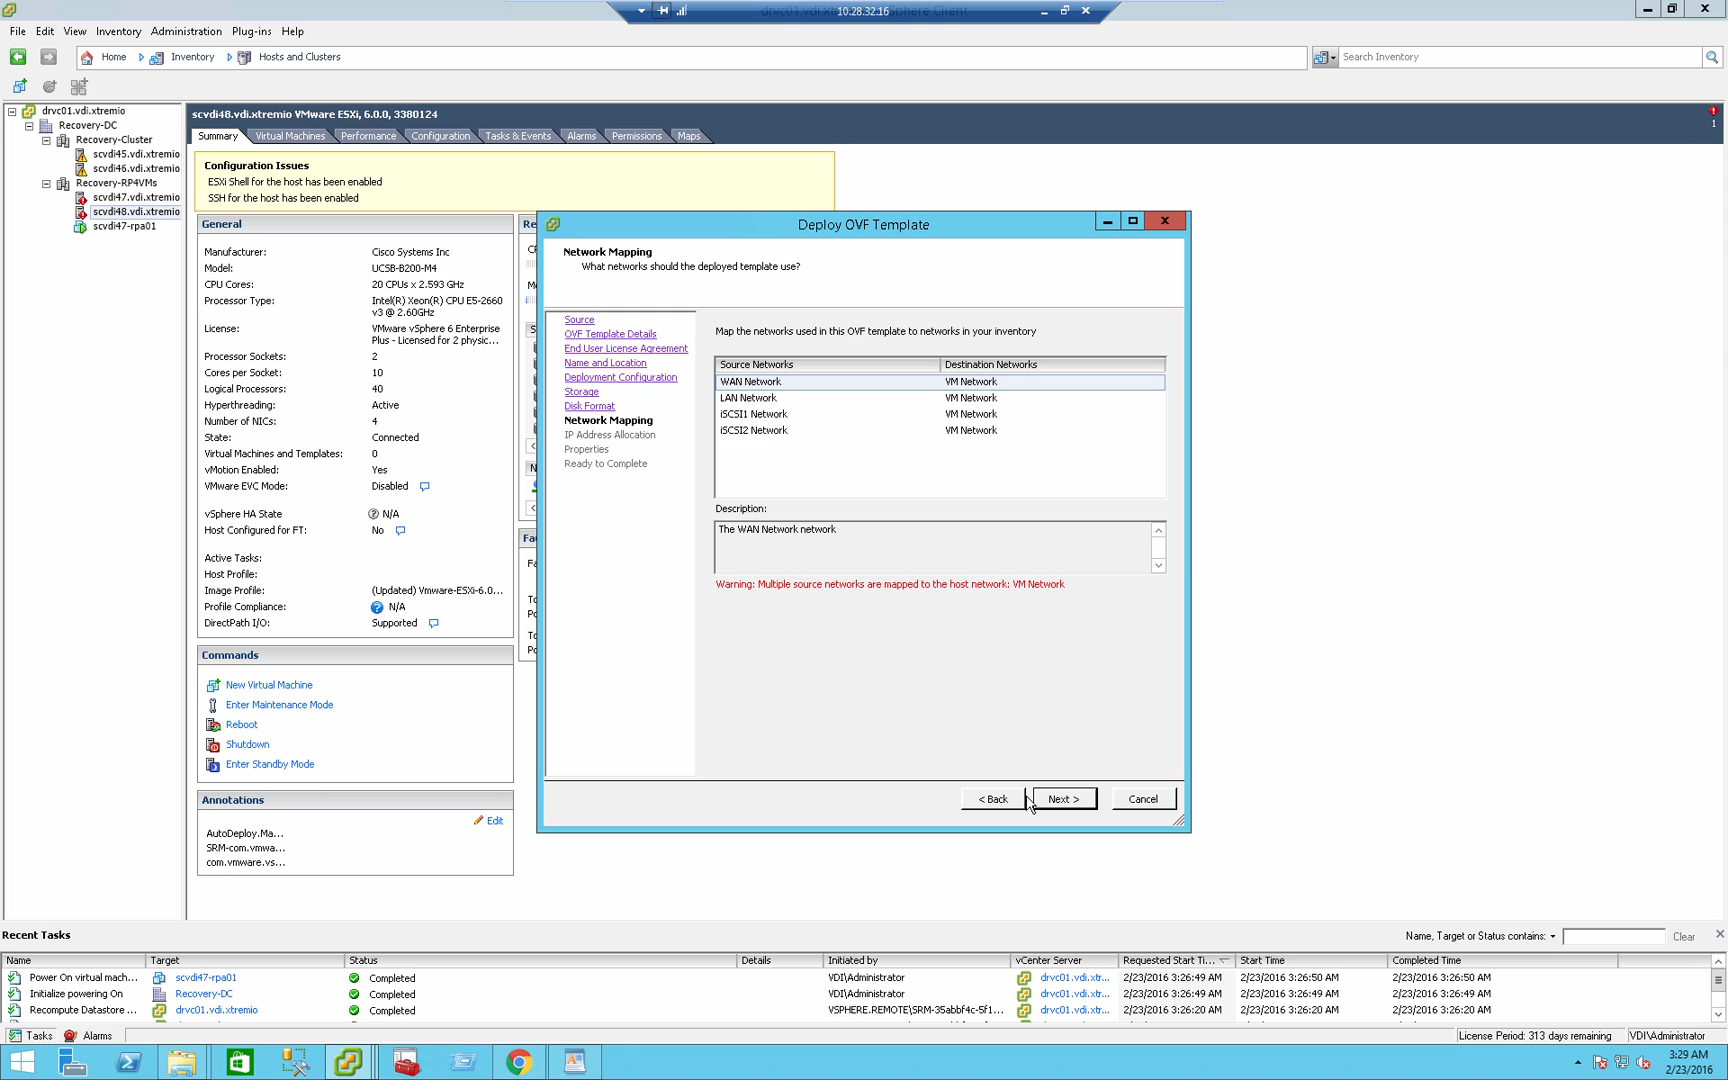 drvc01.vdi.xtremio
10.28.32.16
vSphere Client
File Edit View Inventory Administration Plug-ins Help
Home Inventory Hosts and Clusters
Search Inventory
drvc01.vdi.xtremio
Recovery-DC
Recovery-Cluster
scvdi45.vdi.xtremio
scvdi46.vdi.xtremio
Recovery-RP4VMs
scvdi47.vdi.xtremio
scvdi48.vdi.xtremio
scvdi47-rpa01
scvdi48.vdi.xtremio VMware ESXi, 6.0.0, 3380124
1
Summary Virtual Machines Performance Configuration Tasks & Events Alarms Permissions Maps
Configuration Issues
ESXi Shell for the host has been enabled
SSH for the host has been enabled
General
Manufacturer: Cisco Systems Inc
Model: UCSB-B200-M4
CPU Cores: 20 CPUs x 2.593 GHz
Processor Type: Intel(R) Xeon(R) CPU E5-2660
v3 @ 2.60GHz
License: VMware vSphere 6 Enterprise
Plus - Licensed for 2 physic...
Processor Sockets: 2
Cores per Socket: 10
Logical Processors: 40
Hyperthreading: Active
Number of NICs: 4
State: Connected
Virtual Machines and Templates: 0
vMotion Enabled: Yes
VMware EVC Mode: Disabled
vSphere HA State N/A
Host Configured for FT: No
Active Tasks:
Host Profile:
Image Profile: (Updated) Vmware-ESXi-6.0...
Profile Compliance: N/A
DirectPath I/O: Supported
Commands
New Virtual Machine
Enter Maintenance Mode
Reboot
Shutdown
Enter Standby Mode
Annotations
Edit
AutoDeploy.Ma...
SRM-com.vmwa...
com.vmware.vs...
Deploy OVF Template
Network Mapping
What networks should the deployed template use?
Source
OVF Template Details
End User License Agreement
Name and Location
Deployment Configuration
Storage
Disk Format
Network Mapping
IP Address Allocation
Properties
Ready to Complete
Map the networks used in this OVF template to networks in your inventory
Source Networks Destination Networks
WAN Network VM Network
LAN Network VM Network
iSCSI1 Network VM Network
iSCSI2 Network VM Network
Description:
The WAN Network network
Warning: Multiple source networks are mapped to the host network: VM Network
< Back Next > Cancel
Recent Tasks
Name, Target or Status contains: Clear
Name Target Status Details Initiated by vCenter Server Requested Start Ti... Start Time Completed Time
Power On virtual mach... scvdi47-rpa01 Completed VDI\Administrator drvc01.vdi.xtr... 2/23/2016 3:26:49 AM 2/23/2016 3:26:50 AM 2/23/2016 3:26:50 AM
Initialize powering On Recovery-DC Completed VDI\Administrator drvc01.vdi.xtr... 2/23/2016 3:26:49 AM 2/23/2016 3:26:49 AM 2/23/2016 3:26:49 AM
Recompute Datastore ... drvc01.vdi.xtremio Completed VSPHERE.REMOTE\SRM-35abbf4c-5f1... drvc01.vdi.xtr... 2/23/2016 3:26:20 AM 2/23/2016 3:26:20 AM 2/23/2016 3:26:20 AM
Tasks Alarms
License Period: 313 days remaining VDI\Administrator
3:29 AM
2/23/2016